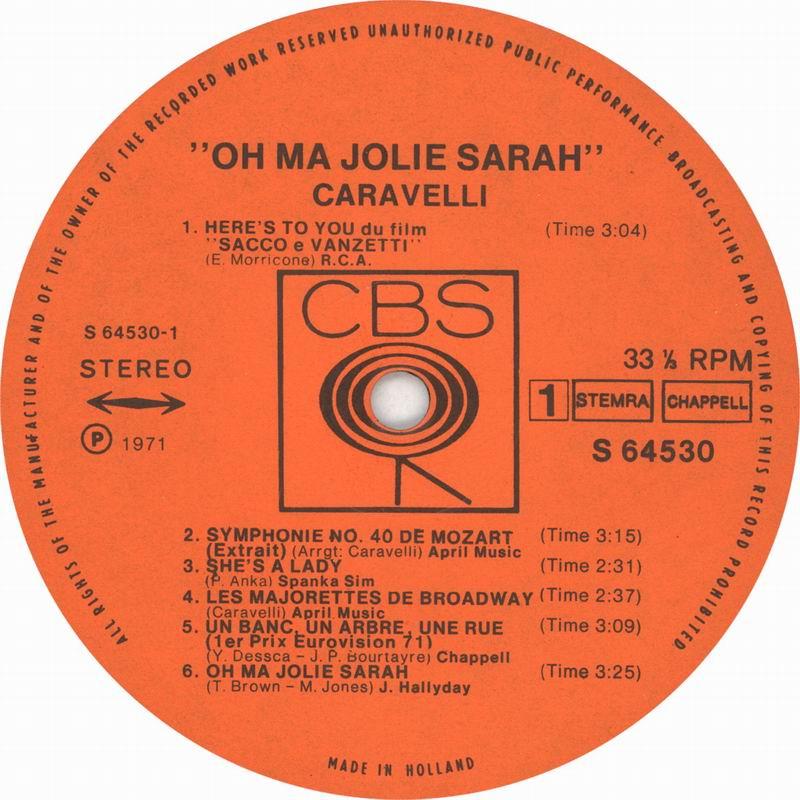 ALL RIGHTS OF THE MANUFACTURER AND OF THE OWNER OF THE RECORDED WORK RESERVED UNAUTHORIZED PUBLIC PERFORMANCE BROADCASTING AND COPYING OF THIS RECORD PROHIBITED
"OH MA JOLIE SARAH"
CARAVELLI
1. HERE'S TO YOU du film (Time 3:04)
"SACCO e VANZETTI"
(E. Morricone) R.C.A.
CBS
S 64530-1
STEREO
P 1971
33 ⅓ RPM
1 STEMRA CHAPPELL
S 64530
2. SYMPHONIE NO. 40 DE MOZART (Time 3:15)
(Extrait) (Arrgt: Caravelli) April Music
3. SHE'S A LADY (Time 2:31)
(P. Anka) Spanka Sim
4. LES MAJORETTES DE BROADWAY (Time 2:37)
(Caravelli) April Music
5. UN BANC, UN ARBRE, UNE RUE (Time 3:09)
(1er Prix Eurovision 71)
(Y. Dessca – J. P. Bourtayre) Chappell
6. OH MA JOLIE SARAH (Time 3:25)
(T. Brown – M. Jones) J. Hallyday
MADE IN HOLLAND